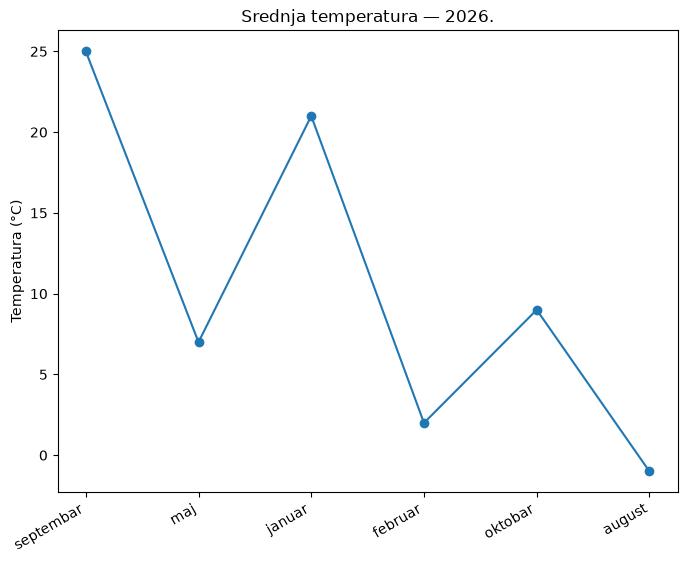 Srednja temperatura — 2026.
Temperatura (°C)
25
20
15
10
5
0
septembar
maj
januar
februar
oktobar
august